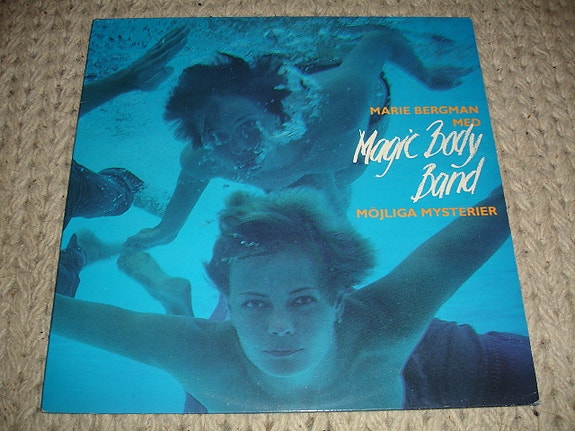 MARIE BERGMAN
MED
Magic Body
Band
MÖJLIGA MYSTERIER